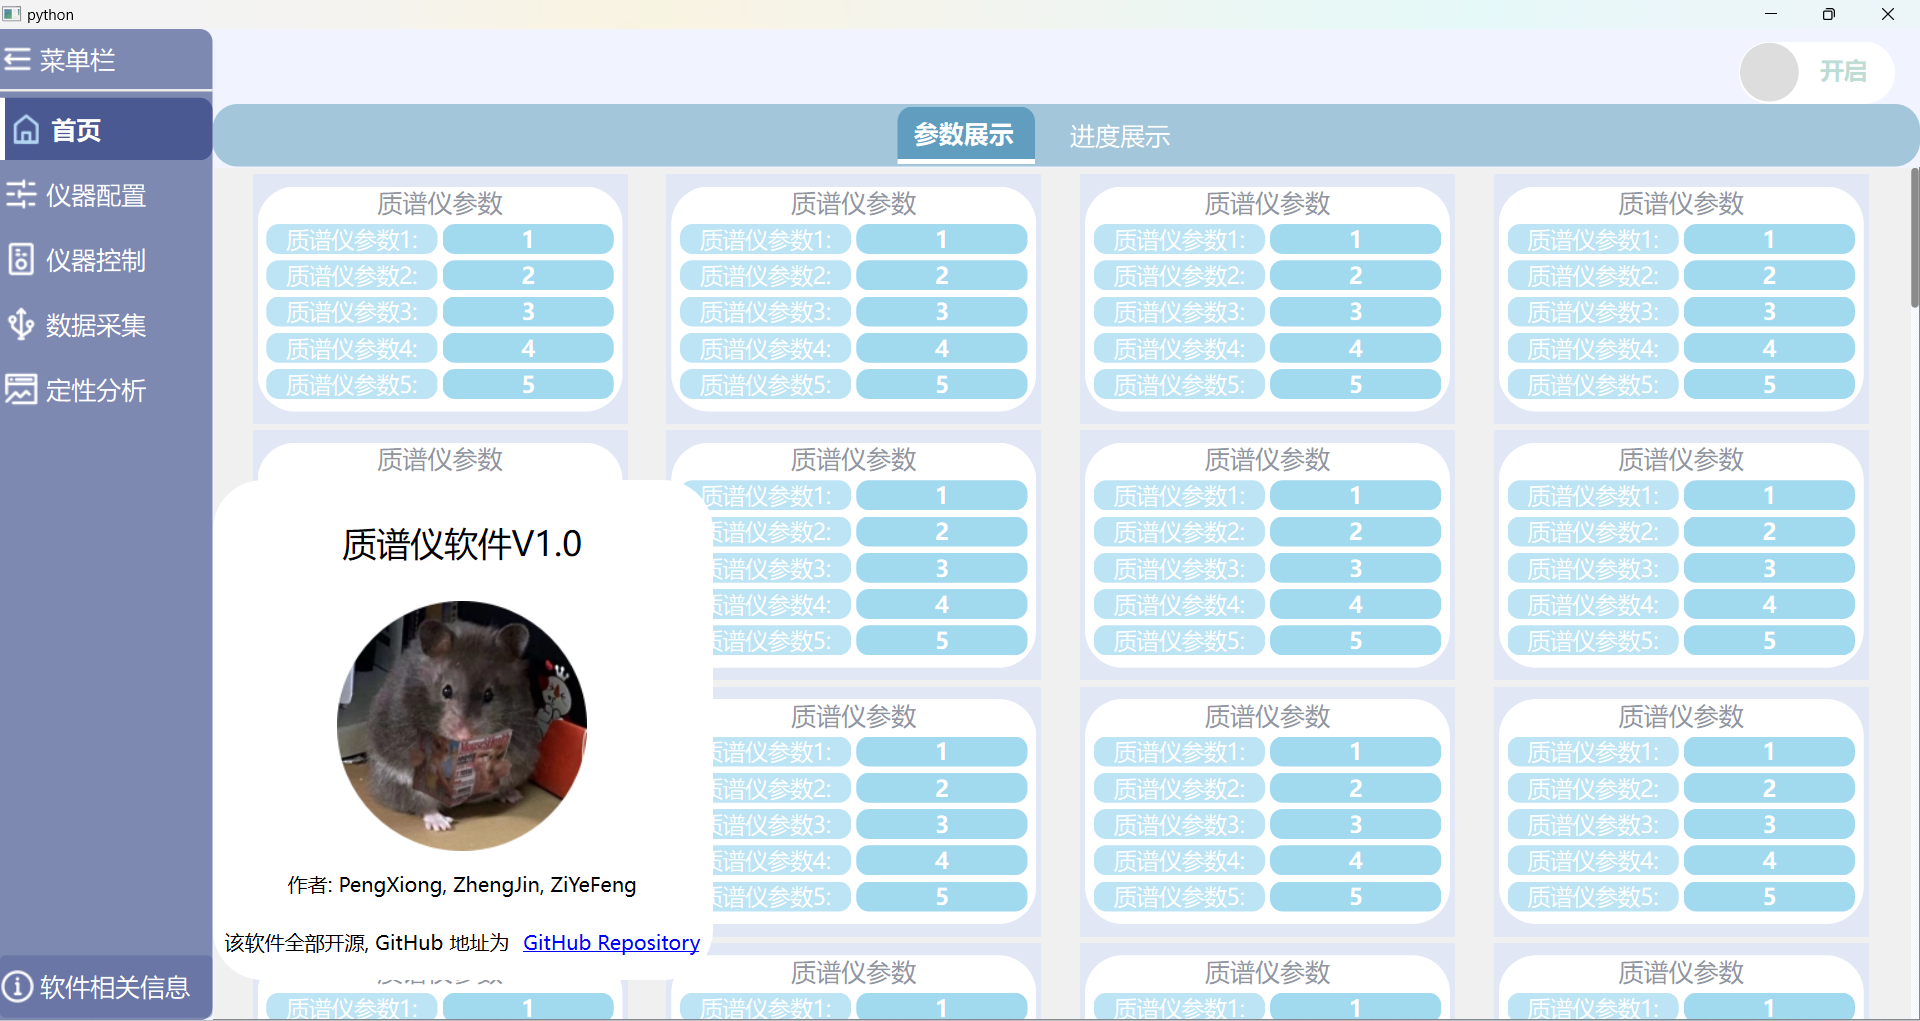 python
菜单栏
开启
首页
参数展示
进度展示
仪器配置
仪器控制
数据采集
定性分析
软件相关信息
质谱仪参数 质谱仪参数 质谱仪参数 质谱仪参数
质谱仪参数1: 1 质谱仪参数1: 1 质谱仪参数1: 1 质谱仪参数1: 1
质谱仪参数2: 2 质谱仪参数2: 2 质谱仪参数2: 2 质谱仪参数2: 2
质谱仪参数3: 3 质谱仪参数3: 3 质谱仪参数3: 3 质谱仪参数3: 3
质谱仪参数4: 4 质谱仪参数4: 4 质谱仪参数4: 4 质谱仪参数4: 4
质谱仪参数5: 5 质谱仪参数5: 5 质谱仪参数5: 5 质谱仪参数5: 5
质谱仪参数 质谱仪参数 质谱仪参数 质谱仪参数
质谱仪参数1: 1 质谱仪参数1: 1 质谱仪参数1: 1
谱仪参数2: 2 质谱仪参数2: 2 质谱仪参数2: 2
谱仪参数3: 3 质谱仪参数3: 3 质谱仪参数3: 3
谱仪参数4: 4 质谱仪参数4: 4 质谱仪参数4: 4
谱仪参数5: 5 质谱仪参数5: 5 质谱仪参数5: 5
质谱仪参数 质谱仪参数 质谱仪参数
谱仪参数1: 1 质谱仪参数1: 1 质谱仪参数1: 1
谱仪参数2: 2 质谱仪参数2: 2 质谱仪参数2: 2
谱仪参数3: 3 质谱仪参数3: 3 质谱仪参数3: 3
谱仪参数4: 4 质谱仪参数4: 4 质谱仪参数4: 4
谱仪参数5: 5 质谱仪参数5: 5 质谱仪参数5: 5
质谱仪参数 质谱仪参数 质谱仪参数
质谱仪参数1: 1 质谱仪参数1: 1 质谱仪参数1: 1 质谱仪参数1: 1
质谱仪软件V1.0
作者: PengXiong, ZhengJin, ZiYeFeng
该软件全部开源, GitHub 地址为 GitHub Repository